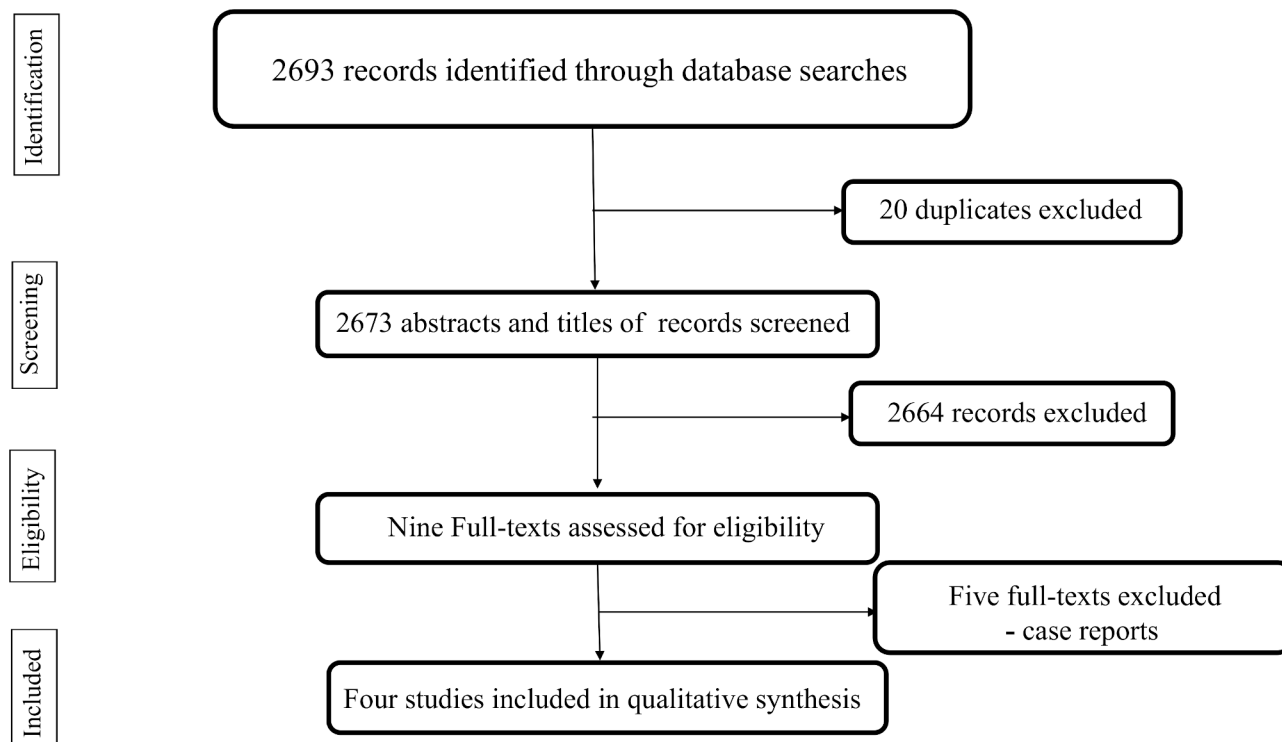 Identification
2693 records identified through database searches
20 duplicates excluded
Screening
2673 abstracts and titles of records screened
2664 records excluded
Eligibility
Nine Full-texts assessed for eligibility
Five full-texts excluded
- case reports
Included
Four studies included in qualitative synthesis